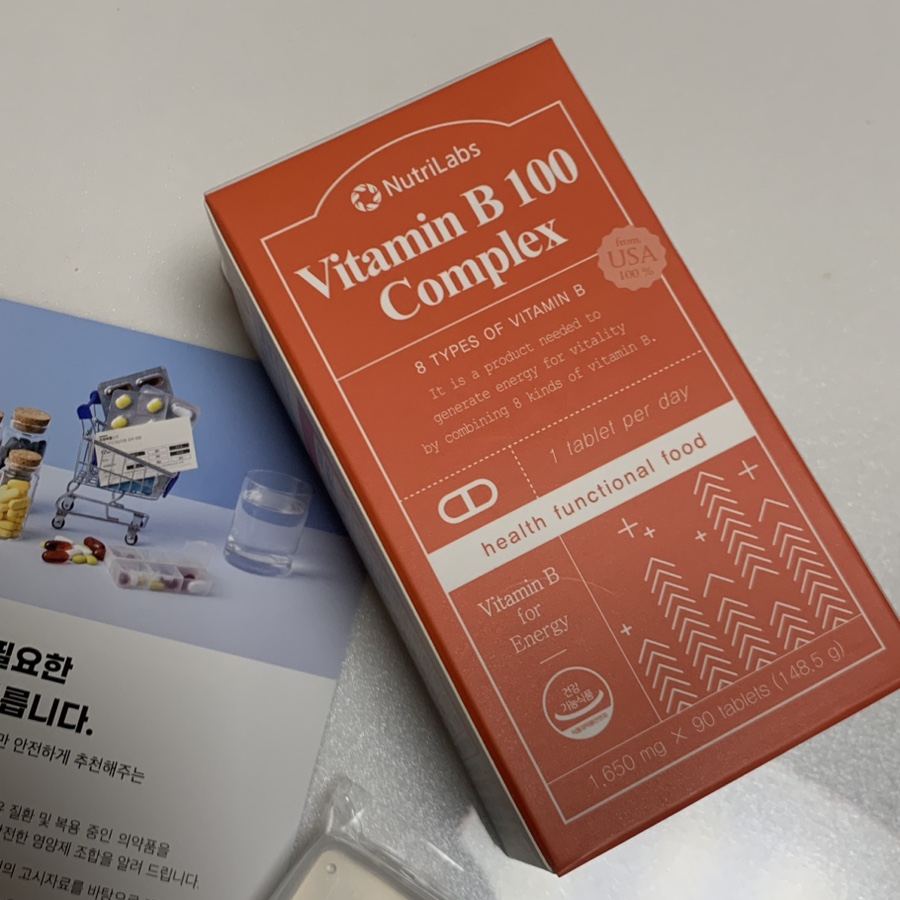 NutriLabs
Vitamin B 100
Complex
from.
USA
100 %
8 TYPES OF VITAMIN B
It is a product needed to
generate energy for vitality
by combining 8 kinds of vitamin B.
1 tablet per day
health functional food
Vitamin B
for
Energy
건강
기능식품
1,650 mg × 90 tablets (148.5 g)
필요한
릅니다.
만 안전하게 추천해주는
질환 및 복용 중인 의약품을
영양제 조합을 알려 드립니다.
고시자료를 바탕으로